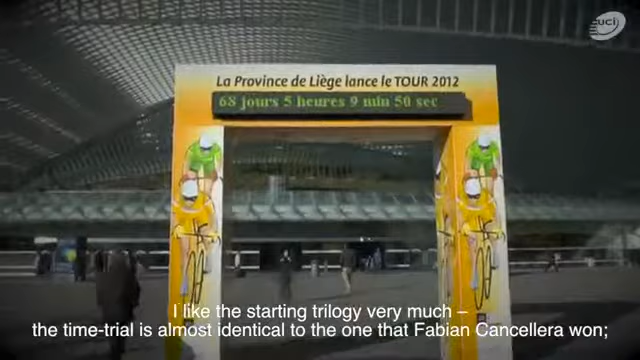 uci
La Province de Liège lance le TOUR 2012
68 jours 5 heures 9 min 50 sec
I like the starting trilogy very much –
the time-trial is almost identical to the one that Fabian Cancellera won;